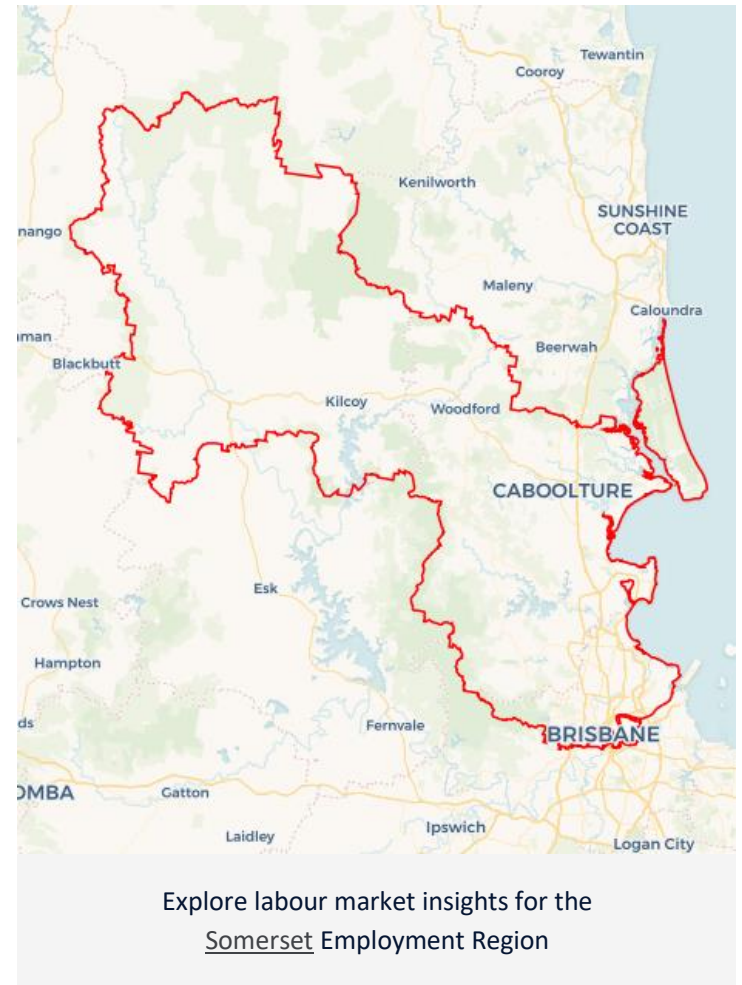 Tewantin
Cooroy
Kenilworth
SUNSHINE
COAST
nango
Maleny
Caloundra
man
Beerwah
Blackbutt
Kilcoy
Woodford
CABOOLTURE
Esk
Crows Nest
Hampton
ds
Fernvale
BRISBANE
OMBA
Gatton
Ipswich
Laidley
Logan City
Explore labour market insights for the
Somerset Employment Region